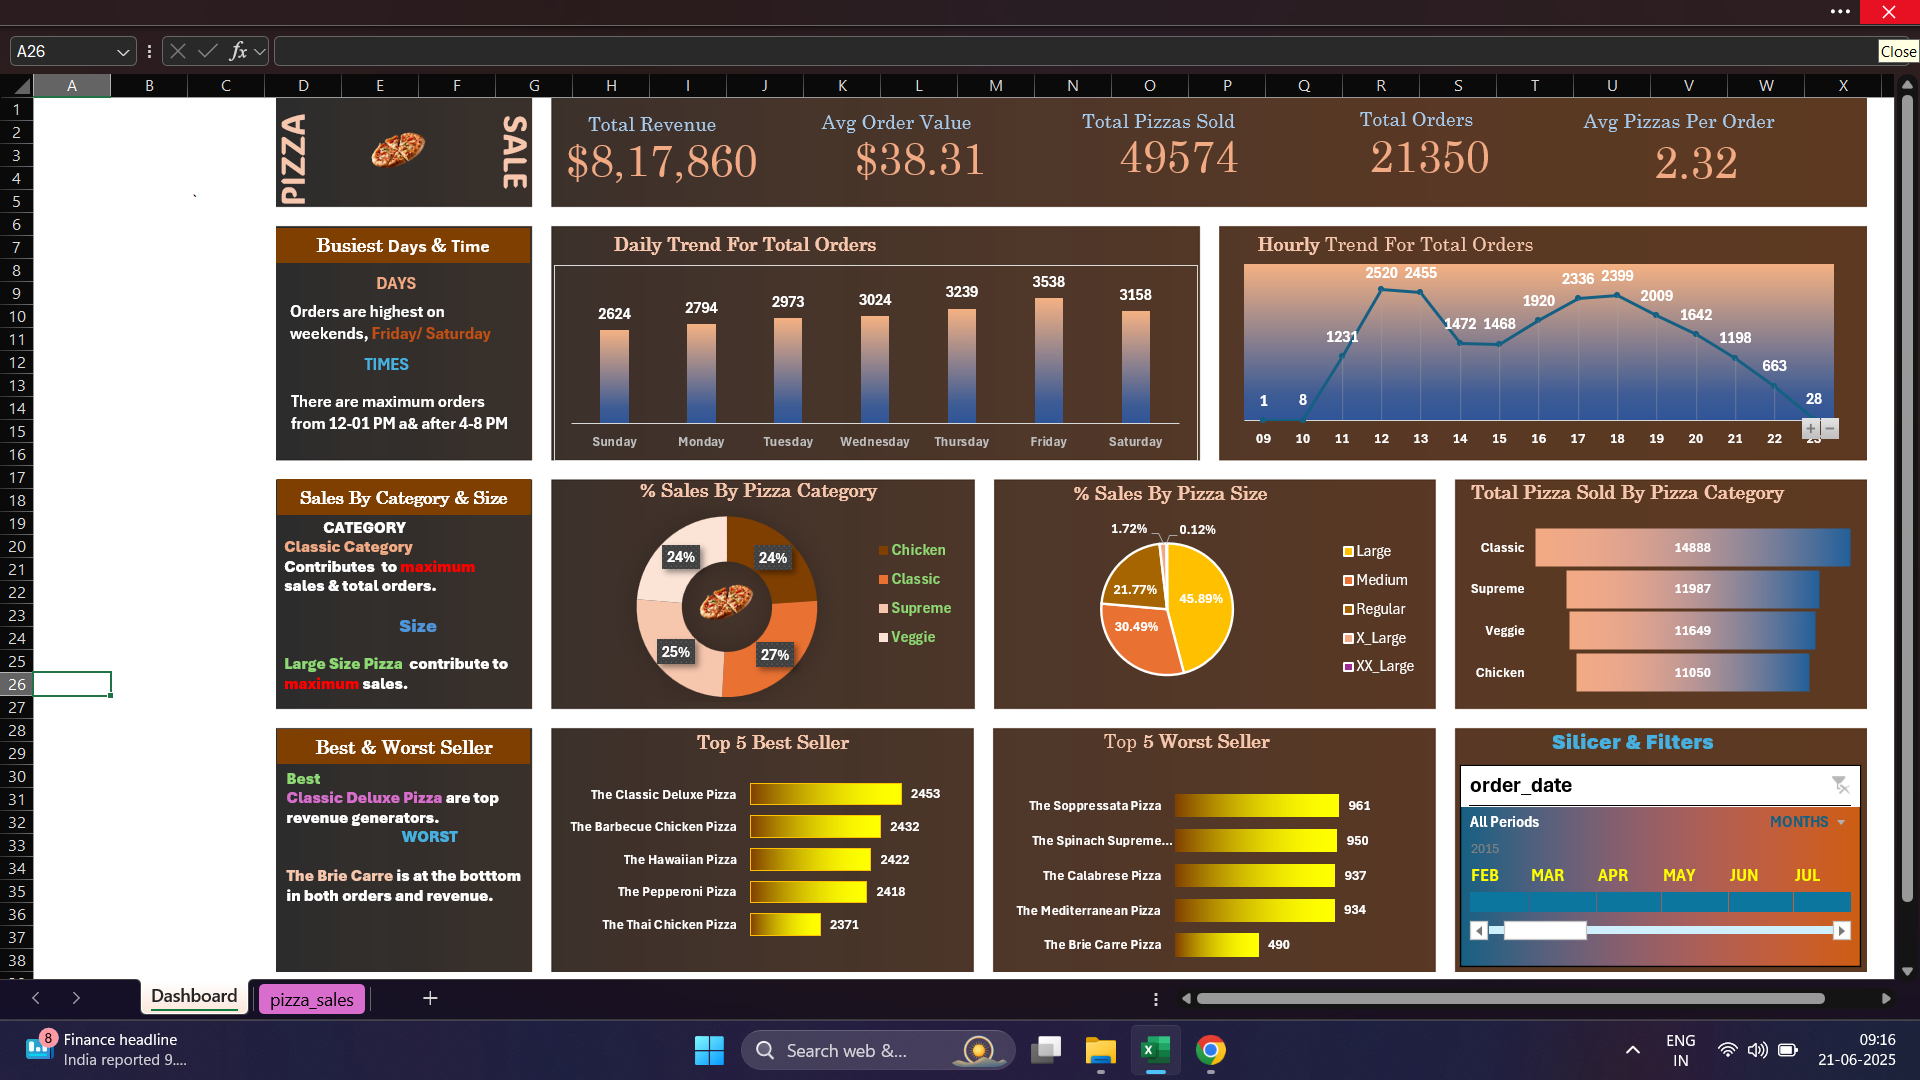 Close
A26
fx
A B C D E F G H I J K L M N O P Q R S T U V W X
1
2
3
4
5
6
7
8
9
10
11
12
13
14
15
16
17
18
19
20
21
22
23
24
25
26
27
28
29
30
31
32
33
34
35
36
37
38
PIZZA
SALE
Total Revenue
$8,17,860
Avg Order Value
$38.31
Total Pizzas Sold
49574
Total Orders
21350
Avg Pizzas Per Order
2.32
Busiest Days & Time
DAYS
Orders are highest on
weekends, Friday/ Saturday
TIMES
There are maximum orders
from 12-01 PM a& after 4-8 PM
Daily Trend For Total Orders
2624 2794 2973 3024 3239 3538 3158
Sunday Monday Tuesday Wednesday Thursday Friday Saturday
Hourly Trend For Total Orders
1 8 1231 2520 2455 1472 1468 1920 2336 2399 2009 1642 1198 663 28
09 10 11 12 13 14 15 16 17 18 19 20 21 22 23
Sales By Category & Size
CATEGORY
Classic Category
Contributes to maximum
sales & total orders.
Size
Large Size Pizza contribute to
maximum sales.
% Sales By Pizza Category
24% 24%
25% 27%
Chicken
Classic
Supreme
Veggie
% Sales By Pizza Size
1.72% 0.12%
21.77% 45.89%
30.49%
Large
Medium
Regular
X_Large
XX_Large
Total Pizza Sold By Pizza Category
Classic 14888
Supreme 11987
Veggie 11649
Chicken 11050
Best & Worst Seller
Best
Classic Deluxe Pizza are top
revenue generators.
WORST
The Brie Carre is at the botttom
in both orders and revenue.
Top 5 Best Seller
The Classic Deluxe Pizza 2453
The Barbecue Chicken Pizza 2432
The Hawaiian Pizza 2422
The Pepperoni Pizza 2418
The Thai Chicken Pizza 2371
Top 5 Worst Seller
The Soppressata Pizza 961
The Spinach Supreme... 950
The Calabrese Pizza 937
The Mediterranean Pizza 934
The Brie Carre Pizza 490
Silicer & Filters
order_date
All Periods MONTHS
2015
FEB MAR APR MAY JUN JUL
Dashboard pizza_sales
8
Finance headline
India reported 9....
Search web &...
ENG
IN
09:16
21-06-2025